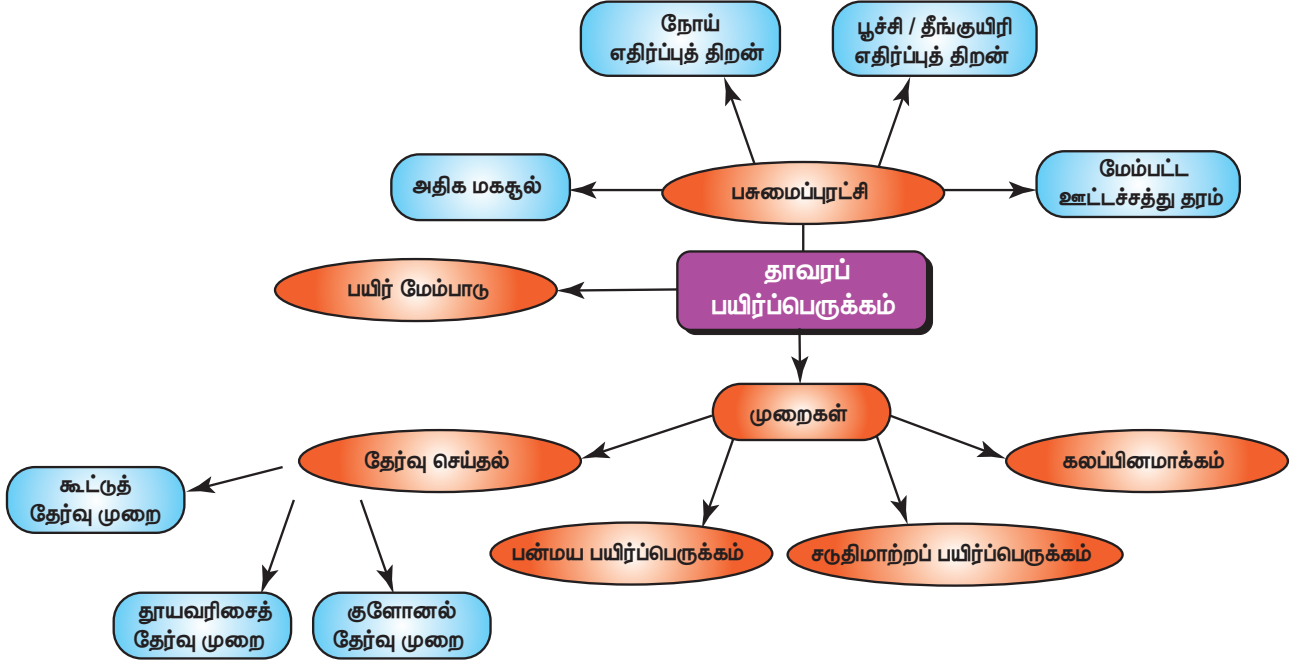 நோய்
எதிர்ப்புத் திறன்
பூச்சி / தீங்குயிரி
எதிர்ப்புத் திறன்
அதிக மகசூல்
பசுமைப்புரட்சி
மேம்பட்ட
ஊட்டச்சத்து தரம்
பயிர் மேம்பாடு
தாவரப்
பயிர்ப்பெருக்கம்
முறைகள்
தேர்வு செய்தல்
கலப்பினமாக்கம்
கூட்டுத்
தேர்வு முறை
பன்மய பயிர்ப்பெருக்கம்
சடுதிமாற்றப் பயிர்ப்பெருக்கம்
தூயவரிசைத்
தேர்வு முறை
குளோனல்
தேர்வு முறை